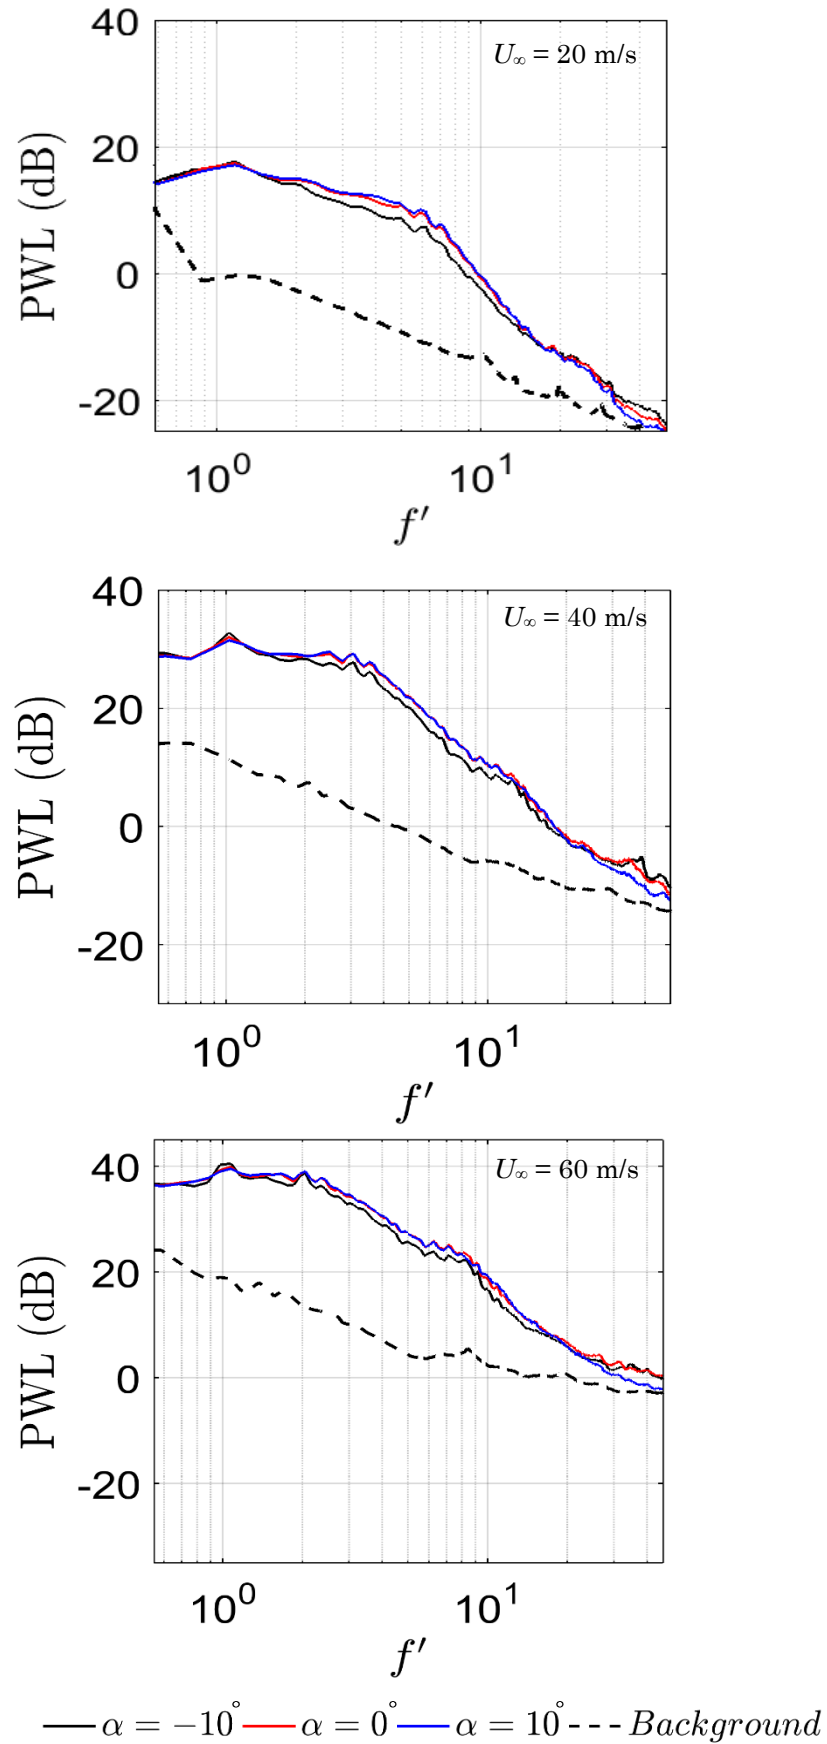 40
U∞ = 20 m/s
20
PWL (dB)
0
-20
10⁰ 10¹
f′
40
U∞ = 40 m/s
20
PWL (dB)
0
-20
10⁰ 10¹
f′
40
U∞ = 60 m/s
20
PWL (dB)
0
-20
10⁰ 10¹
f′
α = −10° α = 0° α = 10° Background